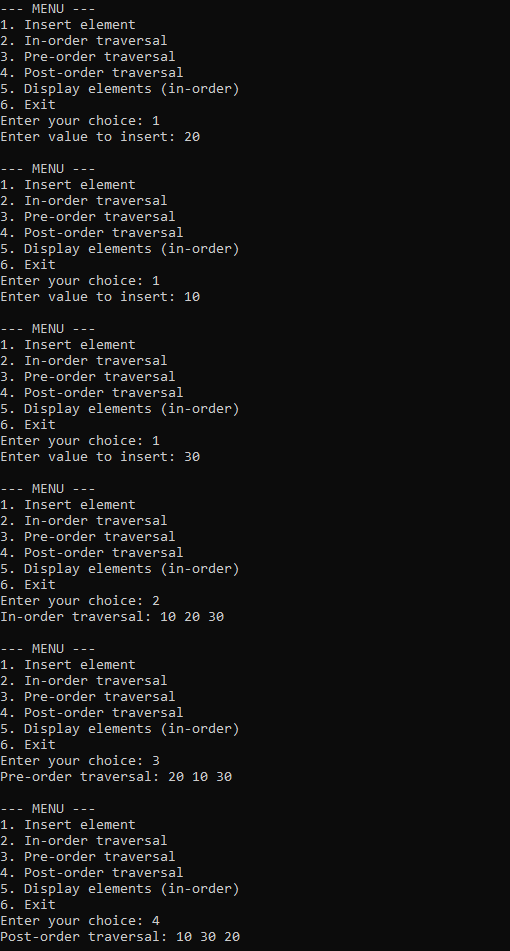 --- MENU ---
1. Insert element
2. In-order traversal
3. Pre-order traversal
4. Post-order traversal
5. Display elements (in-order)
6. Exit
Enter your choice: 1
Enter value to insert: 20

--- MENU ---
1. Insert element
2. In-order traversal
3. Pre-order traversal
4. Post-order traversal
5. Display elements (in-order)
6. Exit
Enter your choice: 1
Enter value to insert: 10

--- MENU ---
1. Insert element
2. In-order traversal
3. Pre-order traversal
4. Post-order traversal
5. Display elements (in-order)
6. Exit
Enter your choice: 1
Enter value to insert: 30

--- MENU ---
1. Insert element
2. In-order traversal
3. Pre-order traversal
4. Post-order traversal
5. Display elements (in-order)
6. Exit
Enter your choice: 2
In-order traversal: 10 20 30

--- MENU ---
1. Insert element
2. In-order traversal
3. Pre-order traversal
4. Post-order traversal
5. Display elements (in-order)
6. Exit
Enter your choice: 3
Pre-order traversal: 20 10 30

--- MENU ---
1. Insert element
2. In-order traversal
3. Pre-order traversal
4. Post-order traversal
5. Display elements (in-order)
6. Exit
Enter your choice: 4
Post-order traversal: 10 30 20